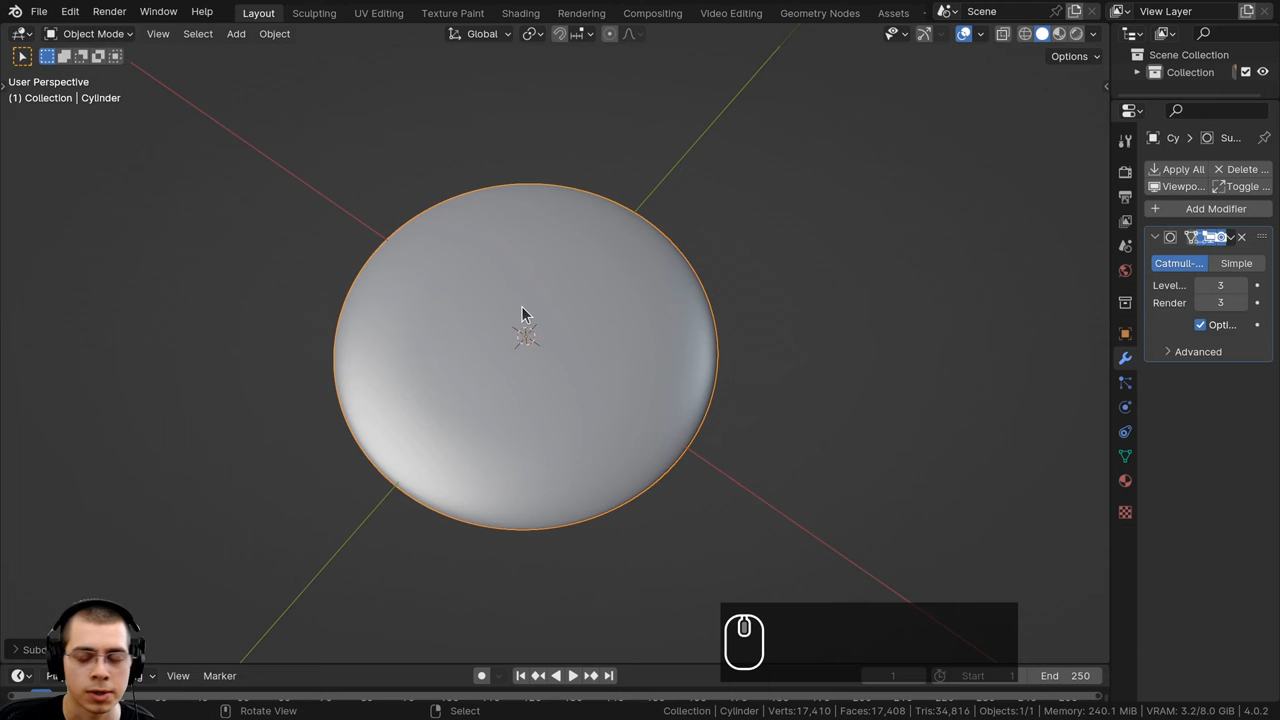 File Edit Render Window Help Layout Sculpting UV Editing Texture Paint Shading Rendering Compositing Video Editing Geometry Nodes Assets Scene View Layer
Object Mode View Select Add Object Global
Options
User Perspective
(1) Collection | Cylinder
Scene Collection
Collection
Cy > Su...
Apply All Delete ...
Viewpo... Toggle ...
Add Modifier
Catmull-... Simple
Level... 3
Render 3
Opti...
Advanced
View Marker 1 Start 1 End 250
Rotate View Select Collection | Cylinder | Verts:17,410 | Faces:17,408 | Tris:34,816 | Objects:1/1 | Memory: 240.1 MiB | VRAM: 3.2/8.0 GiB | 4.0.2